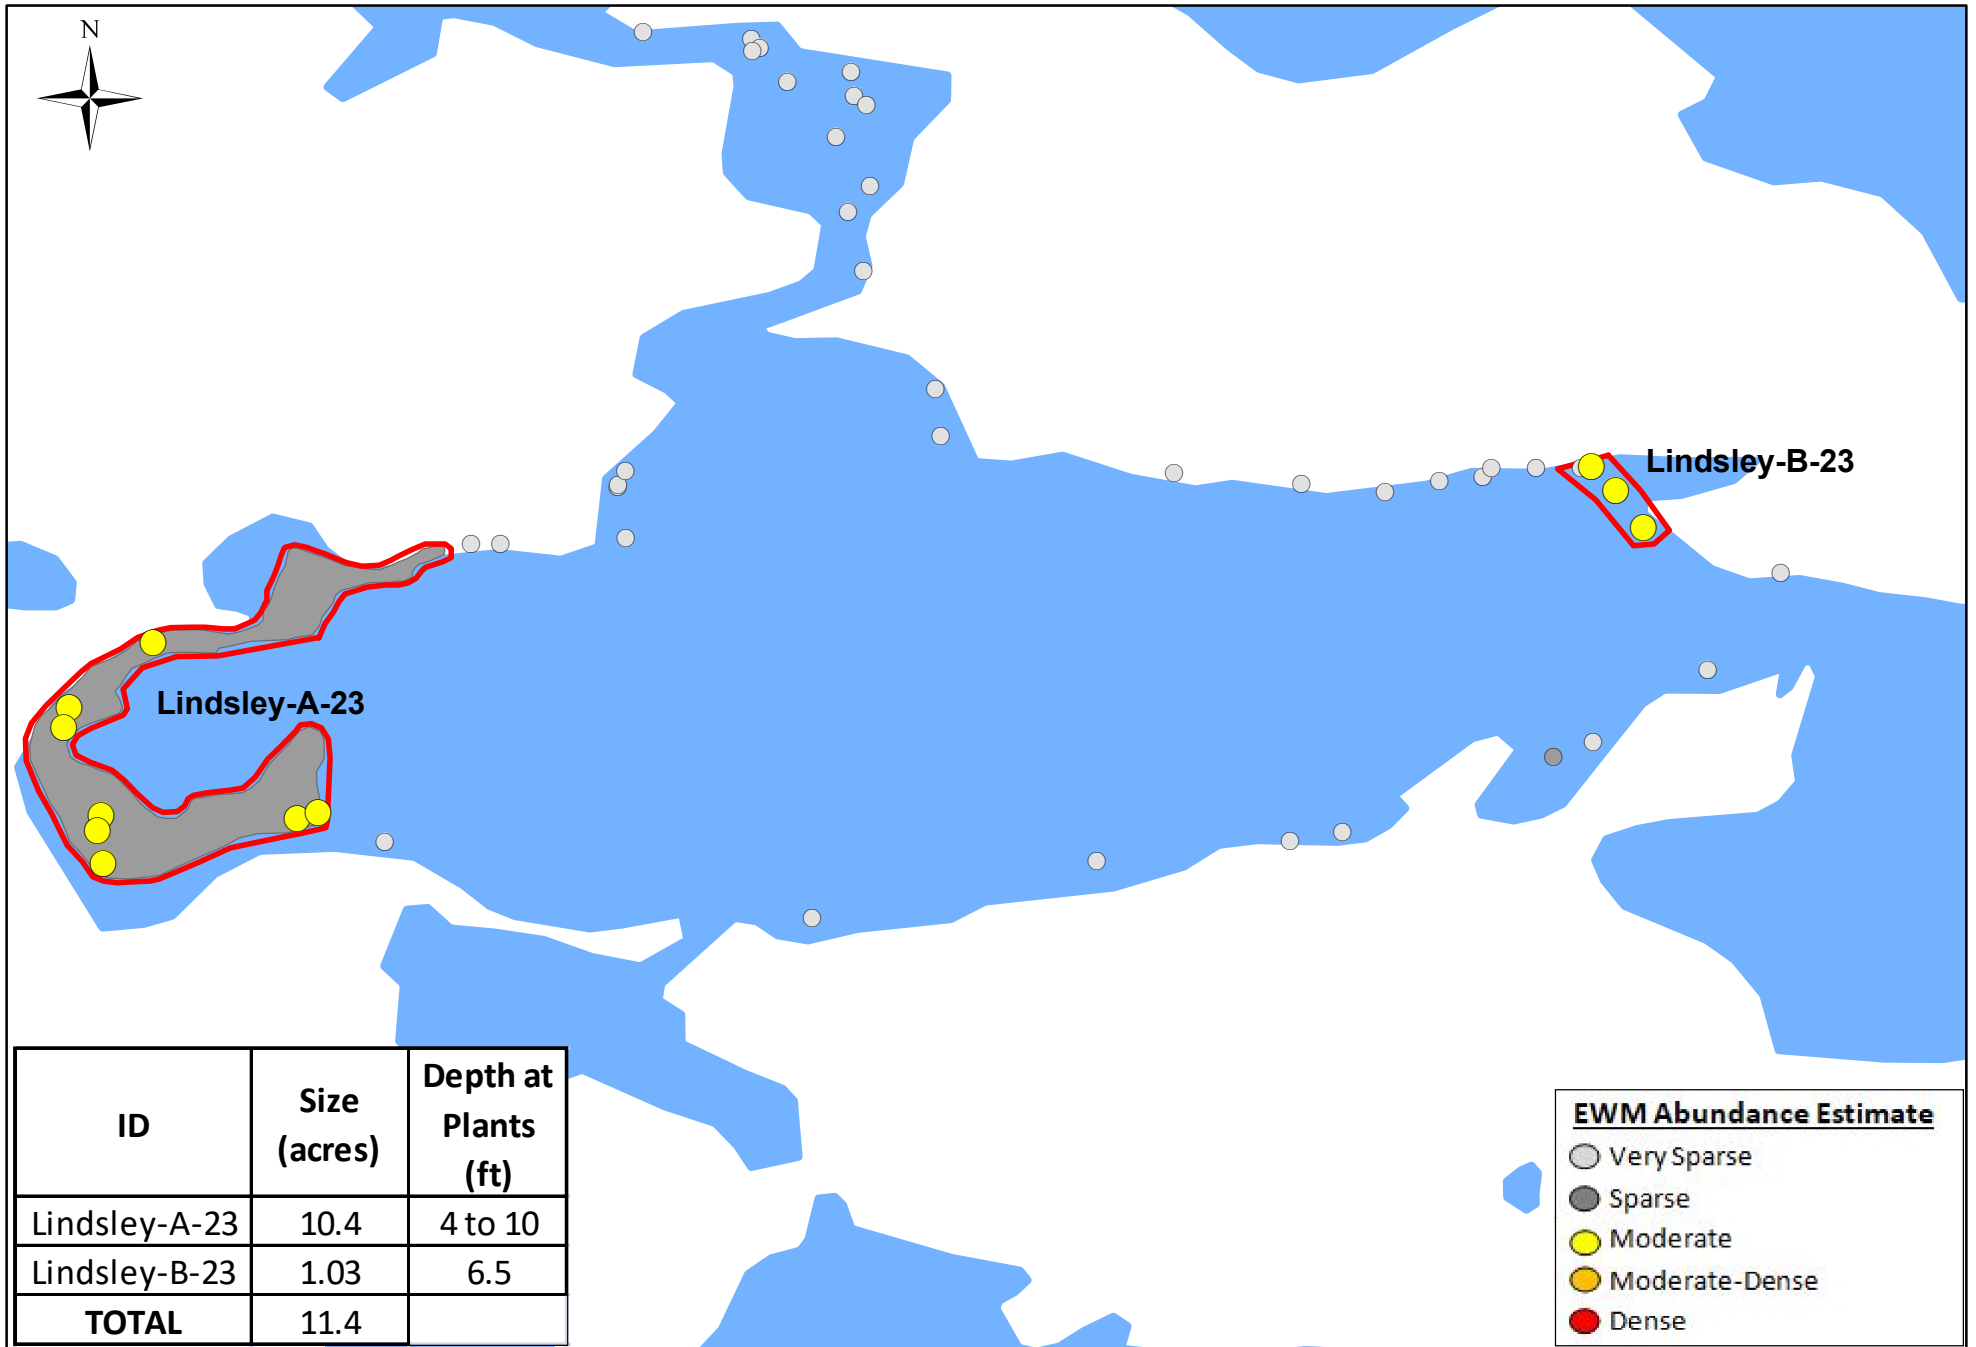 N
Lindsley-B-23
Lindsley-A-23
ID
Size
(acres)
Depth at
Plants
(ft)
Lindsley-A-23 10.4 4 to 10
Lindsley-B-23 1.03 6.5
TOTAL 11.4
EWM Abundance Estimate
Very Sparse
Sparse
Moderate
Moderate-Dense
Dense